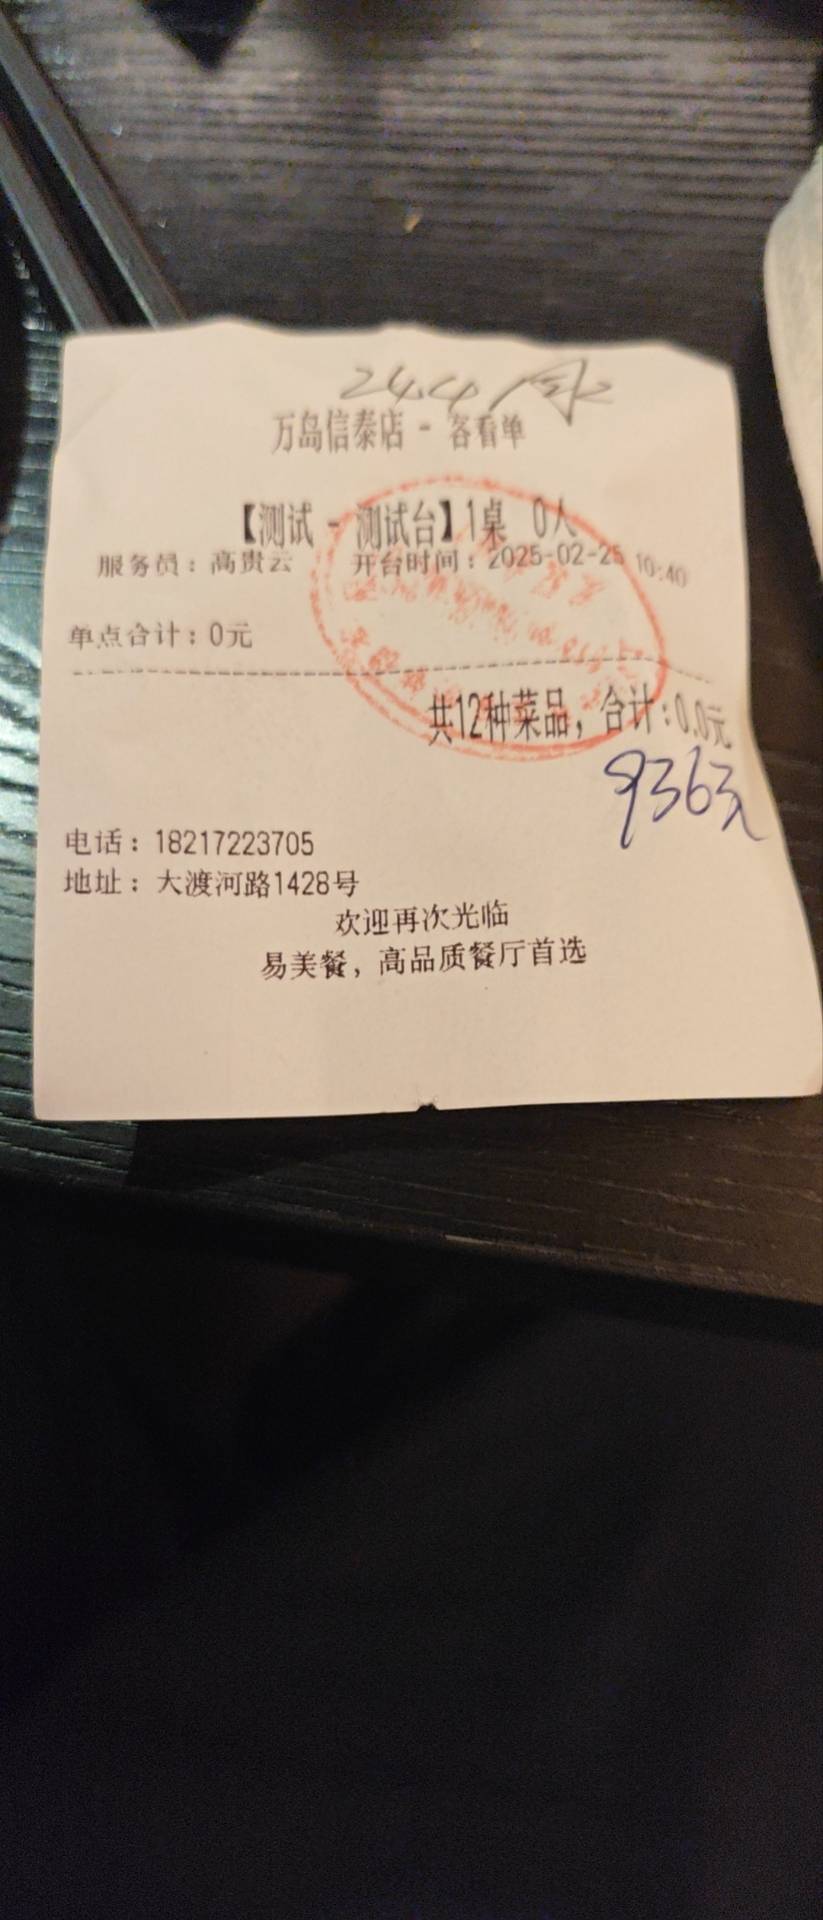 24.4
万岛信泰店 - 客看单
【测试 - 测试台】1桌 0人
服务员：高贵云 开台时间：2025-02-25 10:40
单点合计：0元
共12种菜品，合计:0.0元
936元
电话：18217223705
地址：大渡河路1428号
欢迎再次光临
易美餐，高品质餐厅首选